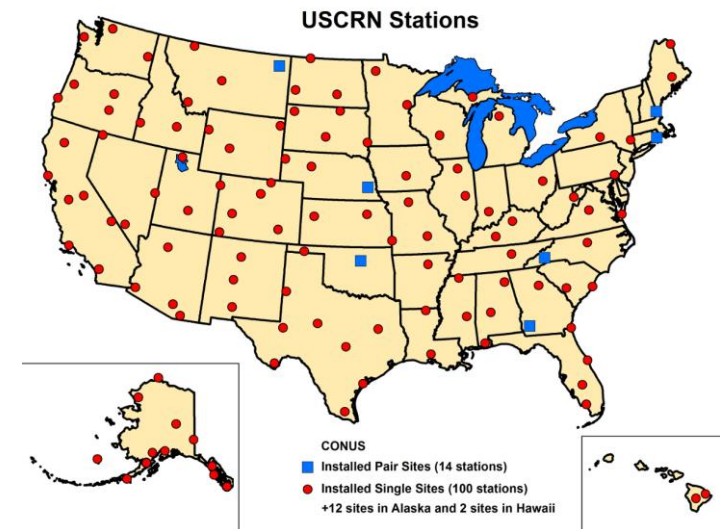 USCRN Stations
CONUS
Installed Pair Sites (14 stations)
Installed Single Sites (100 stations)
+12 sites in Alaska and 2 sites in Hawaii